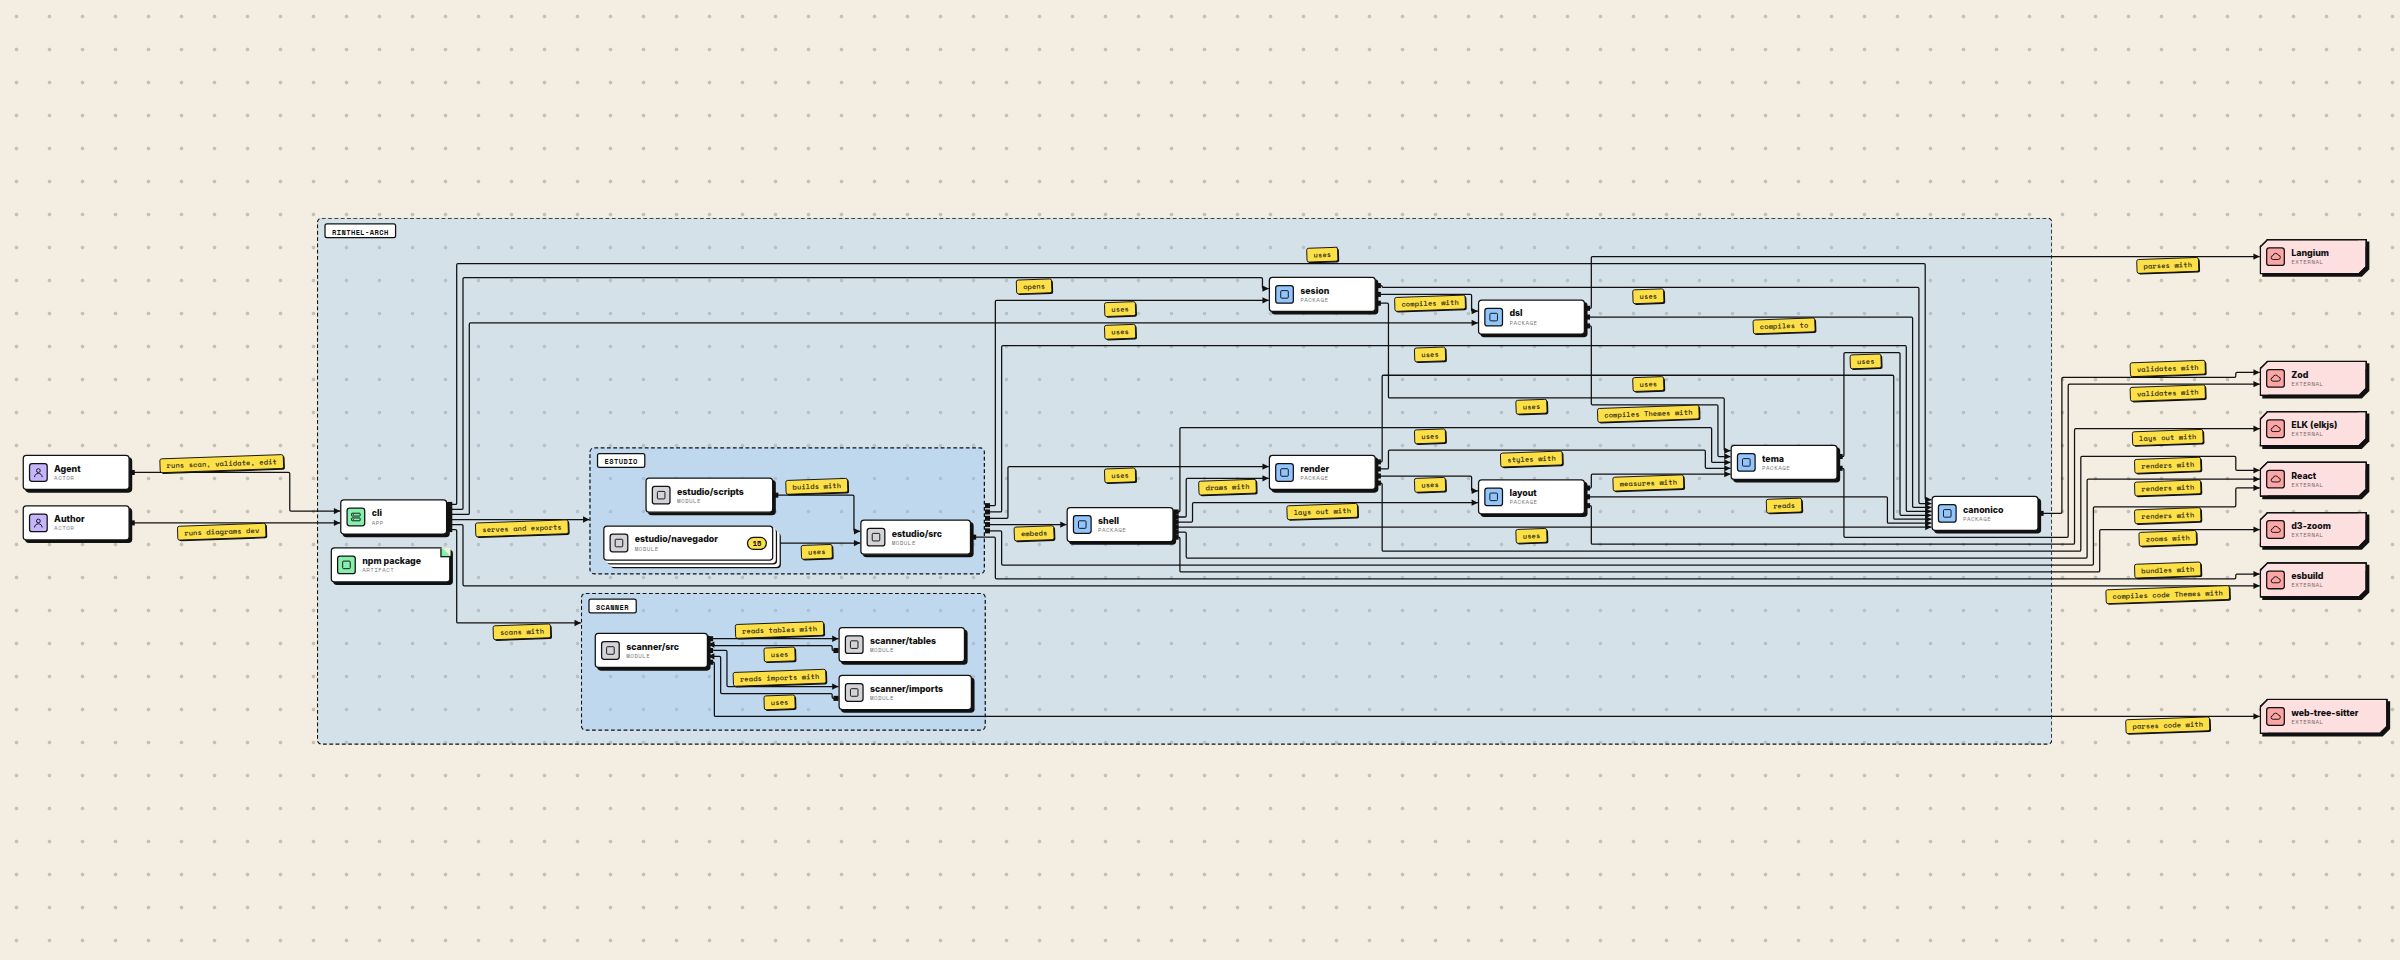 RINTHEL-ARCH
uses
Langium
EXTERNAL
parses with
opens
sesion
PACKAGE
uses
compiles with
uses
dsl
PACKAGE
compiles to
uses
uses
uses
uses
validates with
Zod
EXTERNAL
validates with
uses
compiles Themes with
ELK (elkjs)
EXTERNAL
lays out with
uses
Agent
ACTOR
runs scan, validate, edit
ESTUDIO
styles with
tema
PACKAGE
render
PACKAGE
uses
renders with
React
EXTERNAL
renders with
estudio/scripts
MODULE
builds with
draws with
uses
measures with
layout
PACKAGE
reads
cli
APP
lays out with
canonico
PACKAGE
renders with
Author
ACTOR
runs diagrams dev
serves and exports
shell
PACKAGE
embeds
uses
d3-zoom
EXTERNAL
zooms with
estudio/navegador
MODULE
15
uses
estudio/src
MODULE
npm package
ARTIFACT
bundles with
esbuild
EXTERNAL
compiles code Themes with
SCANNER
scans with
scanner/src
MODULE
reads tables with
uses
scanner/tables
MODULE
reads imports with
uses
scanner/imports
MODULE
web-tree-sitter
EXTERNAL
parses code with